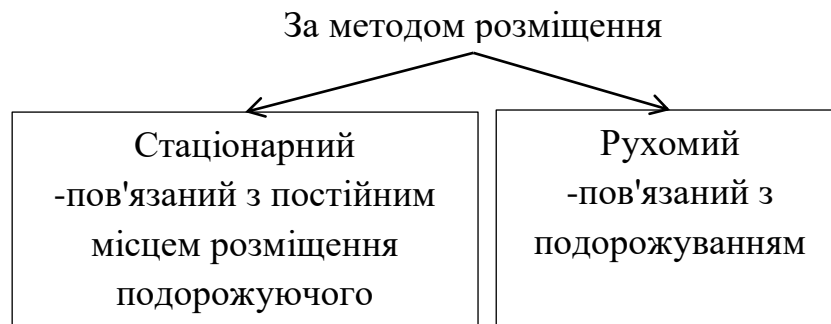 За методом розміщення
Стаціонарний
-пов'язаний з постійним
місцем розміщення
подорожуючого
Рухомий
-пов'язаний з
подорожуванням